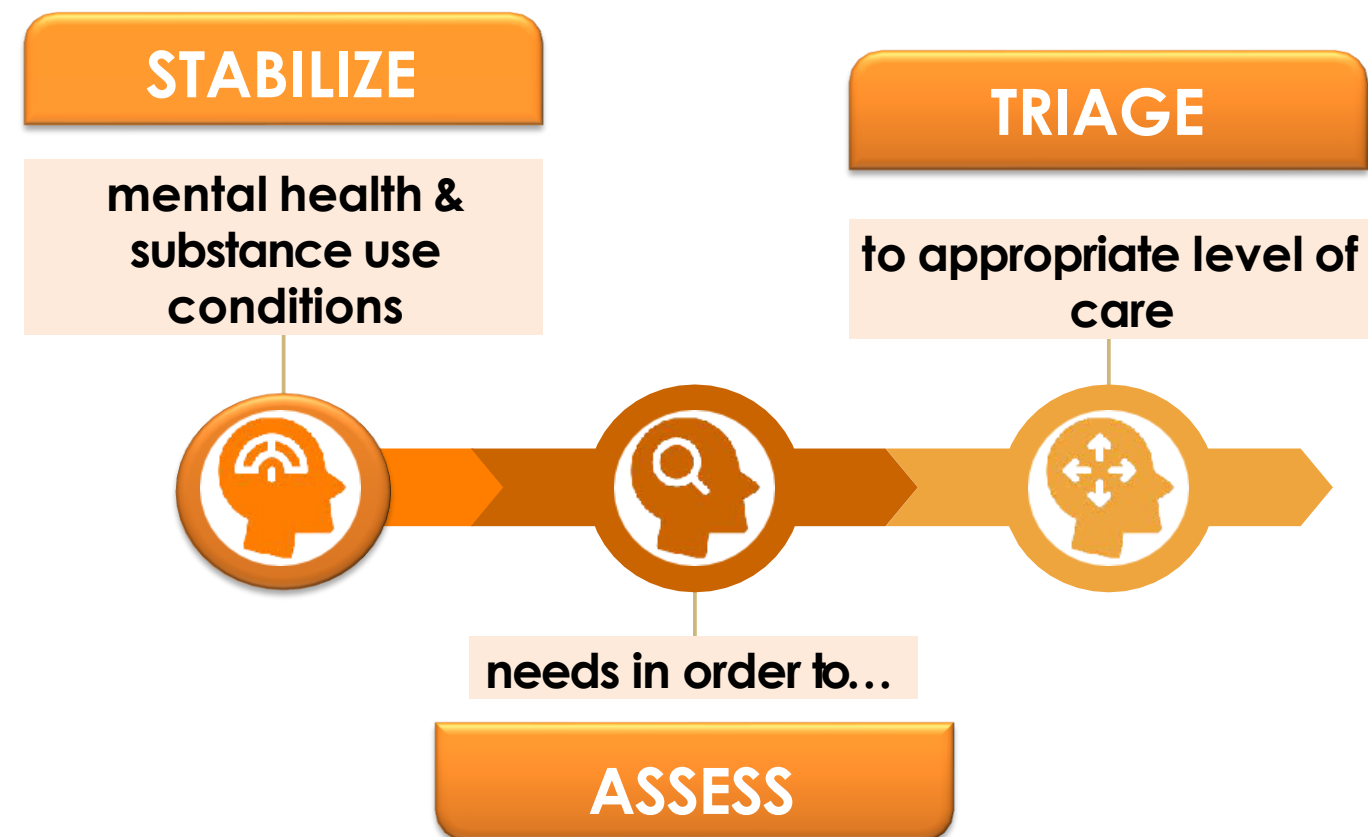 STABILIZE
mental health &
substance use
conditions
ASSESS
needs in order to…
TRIAGE
to appropriate level of
care